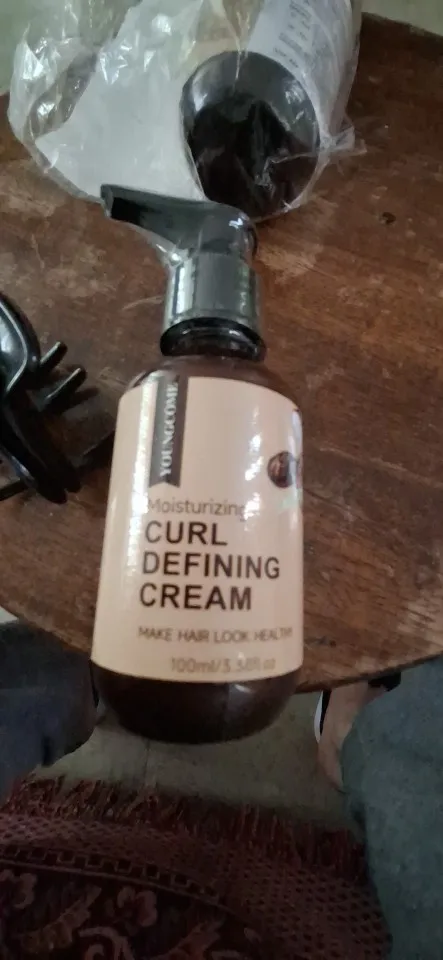 YOUNGCOME
Moisturizing
CURL
DEFINING
CREAM
MAKE HAIR LOOK HEALTHY
100ml/3.38fl oz